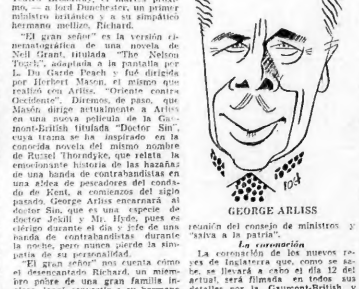 mo, — a lord Dunchester, un primer
ministro británico y a su simpático
hermano mellizo, Richard.
"El gran señor" es la versión ci-
nematográfica de una novela de
Neil Grant, titulada "The Nelson
Touch", adaptada a la pantalla por
L. Du Garde Peach y fué dirigida
por Herbert Mason, el mismo que
realizó con Arliss, "Oriente contra
Occidente". Diremos, de paso, que
Masón dirige actualmente a Arliss
en una nueva película de la Gau-
mont-British titulada "Doctor Sin",
cuya trama se ha inspirado en la
conocida novela del mismo nombre
de Russel Thorndyke, que relata la
emocionante historia de las hazañas
de una banda de contrabandistas en
una aldea de pescadores del conda-
do de Kent, a comienzos del siglo
pasado. George Arliss encarnará al
doctor Sin, que es una especie de
doctor Jekill y Mr. Hyde, pues es
clérigo durante el día y jefe de una
banda de contrabandistas durante
la noche, pero nunca pierde la sim-
patía de su personalidad.
"El gran señor" nos cuenta cómo
el desencantado Richard, un miem-
bro pobre de una gran familia in-
GEORGE ARLISS
reunión del consejo de ministros y
"salva a la patria".
La coronación
La coronación de los nuevos re-
yes de Inglaterra que, como se sa-
be, se llevará a cabo el día 12 del
actual, será filmada en todos sus
detalles por la Gaumont-British y